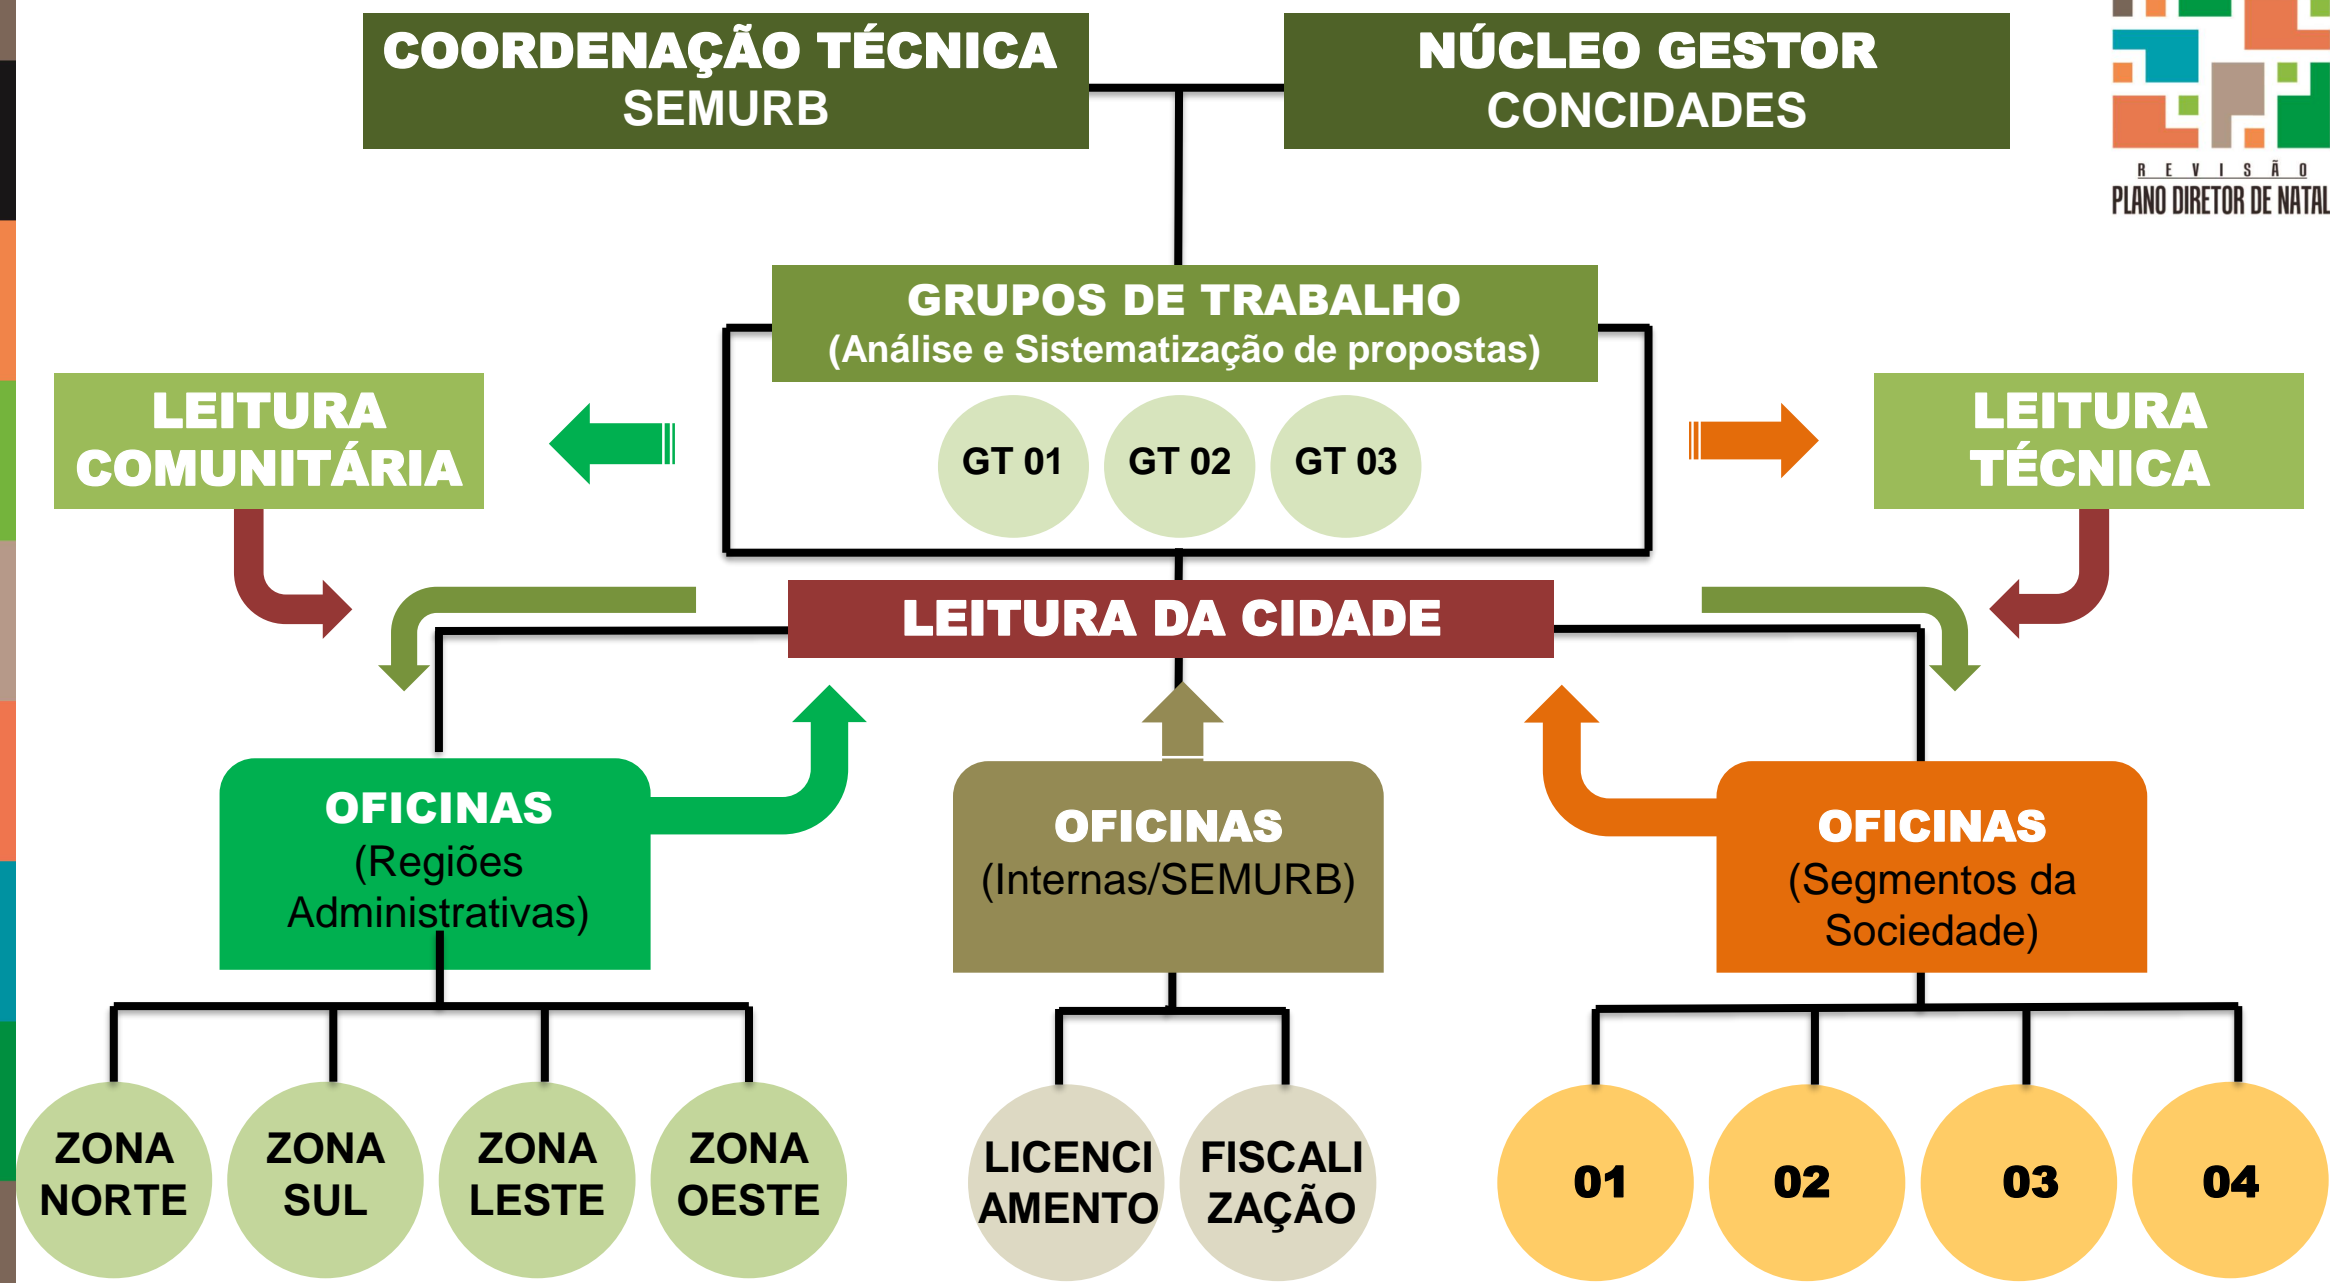 COORDENAÇÃO TÉCNICA
SEMURB
NÚCLEO GESTOR
CONCIDADES
REVISÃO
PLANO DIRETOR DE NATAL
GRUPOS DE TRABALHO
(Análise e Sistematização de propostas)
GT 01
GT 02
GT 03
LEITURA
COMUNITÁRIA
LEITURA
TÉCNICA
LEITURA DA CIDADE
OFICINAS
(Regiões
Administrativas)
OFICINAS
(Internas/SEMURB)
OFICINAS
(Segmentos da
Sociedade)
ZONA
NORTE
ZONA
SUL
ZONA
LESTE
ZONA
OESTE
LICENCI
AMENTO
FISCALI
ZAÇÃO
01
02
03
04